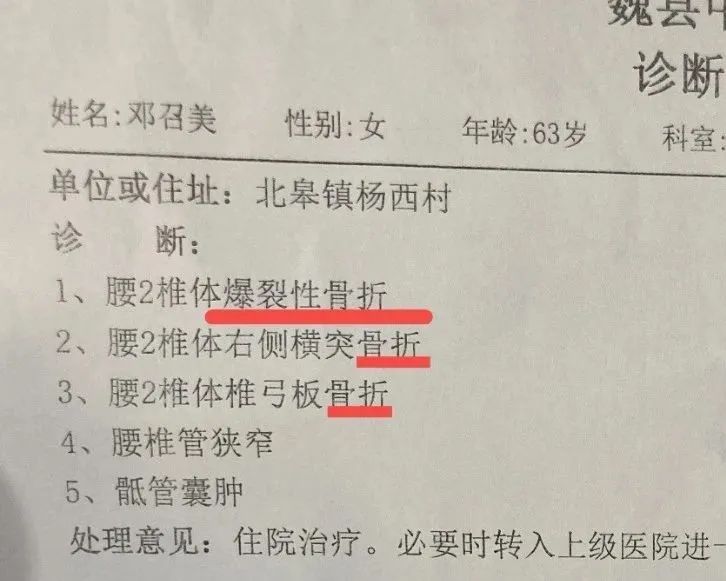 魏县中
诊断
姓名:邓召美 性别:女 年龄:63岁 科室:
单位或住址：北皋镇杨西村
诊 断：
1、腰2椎体爆裂性骨折
2、腰2椎体右侧横突骨折
3、腰2椎体椎弓板骨折
4、腰椎管狭窄
5、骶管囊肿
处理意见：住院治疗。必要时转入上级医院进一